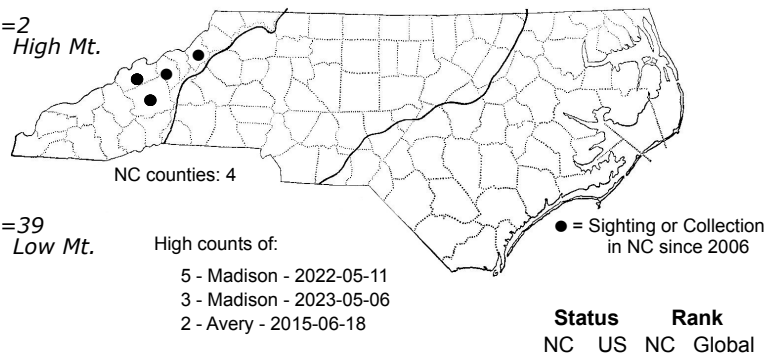 =2
High Mt.
NC counties: 4
=39
Low Mt.
High counts of:
5 - Madison - 2022-05-11
3 - Madison - 2023-05-06
2 - Avery - 2015-06-18
● = Sighting or Collection
in NC since 2006
Status Rank
NC US NC Global